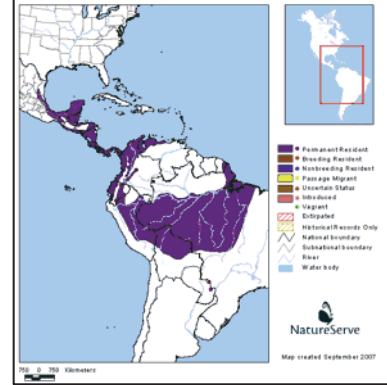 Permanent Resident
Breeding Resident
Nonbreeding Resident
Passage Migrant
Uncertain Status
Introduced
Vagrant
Extirpated
Historical Records Only
National boundary
Subnational boundary
River
Water body
NatureServe
Map created September 2007
750 0 750 Kilometers